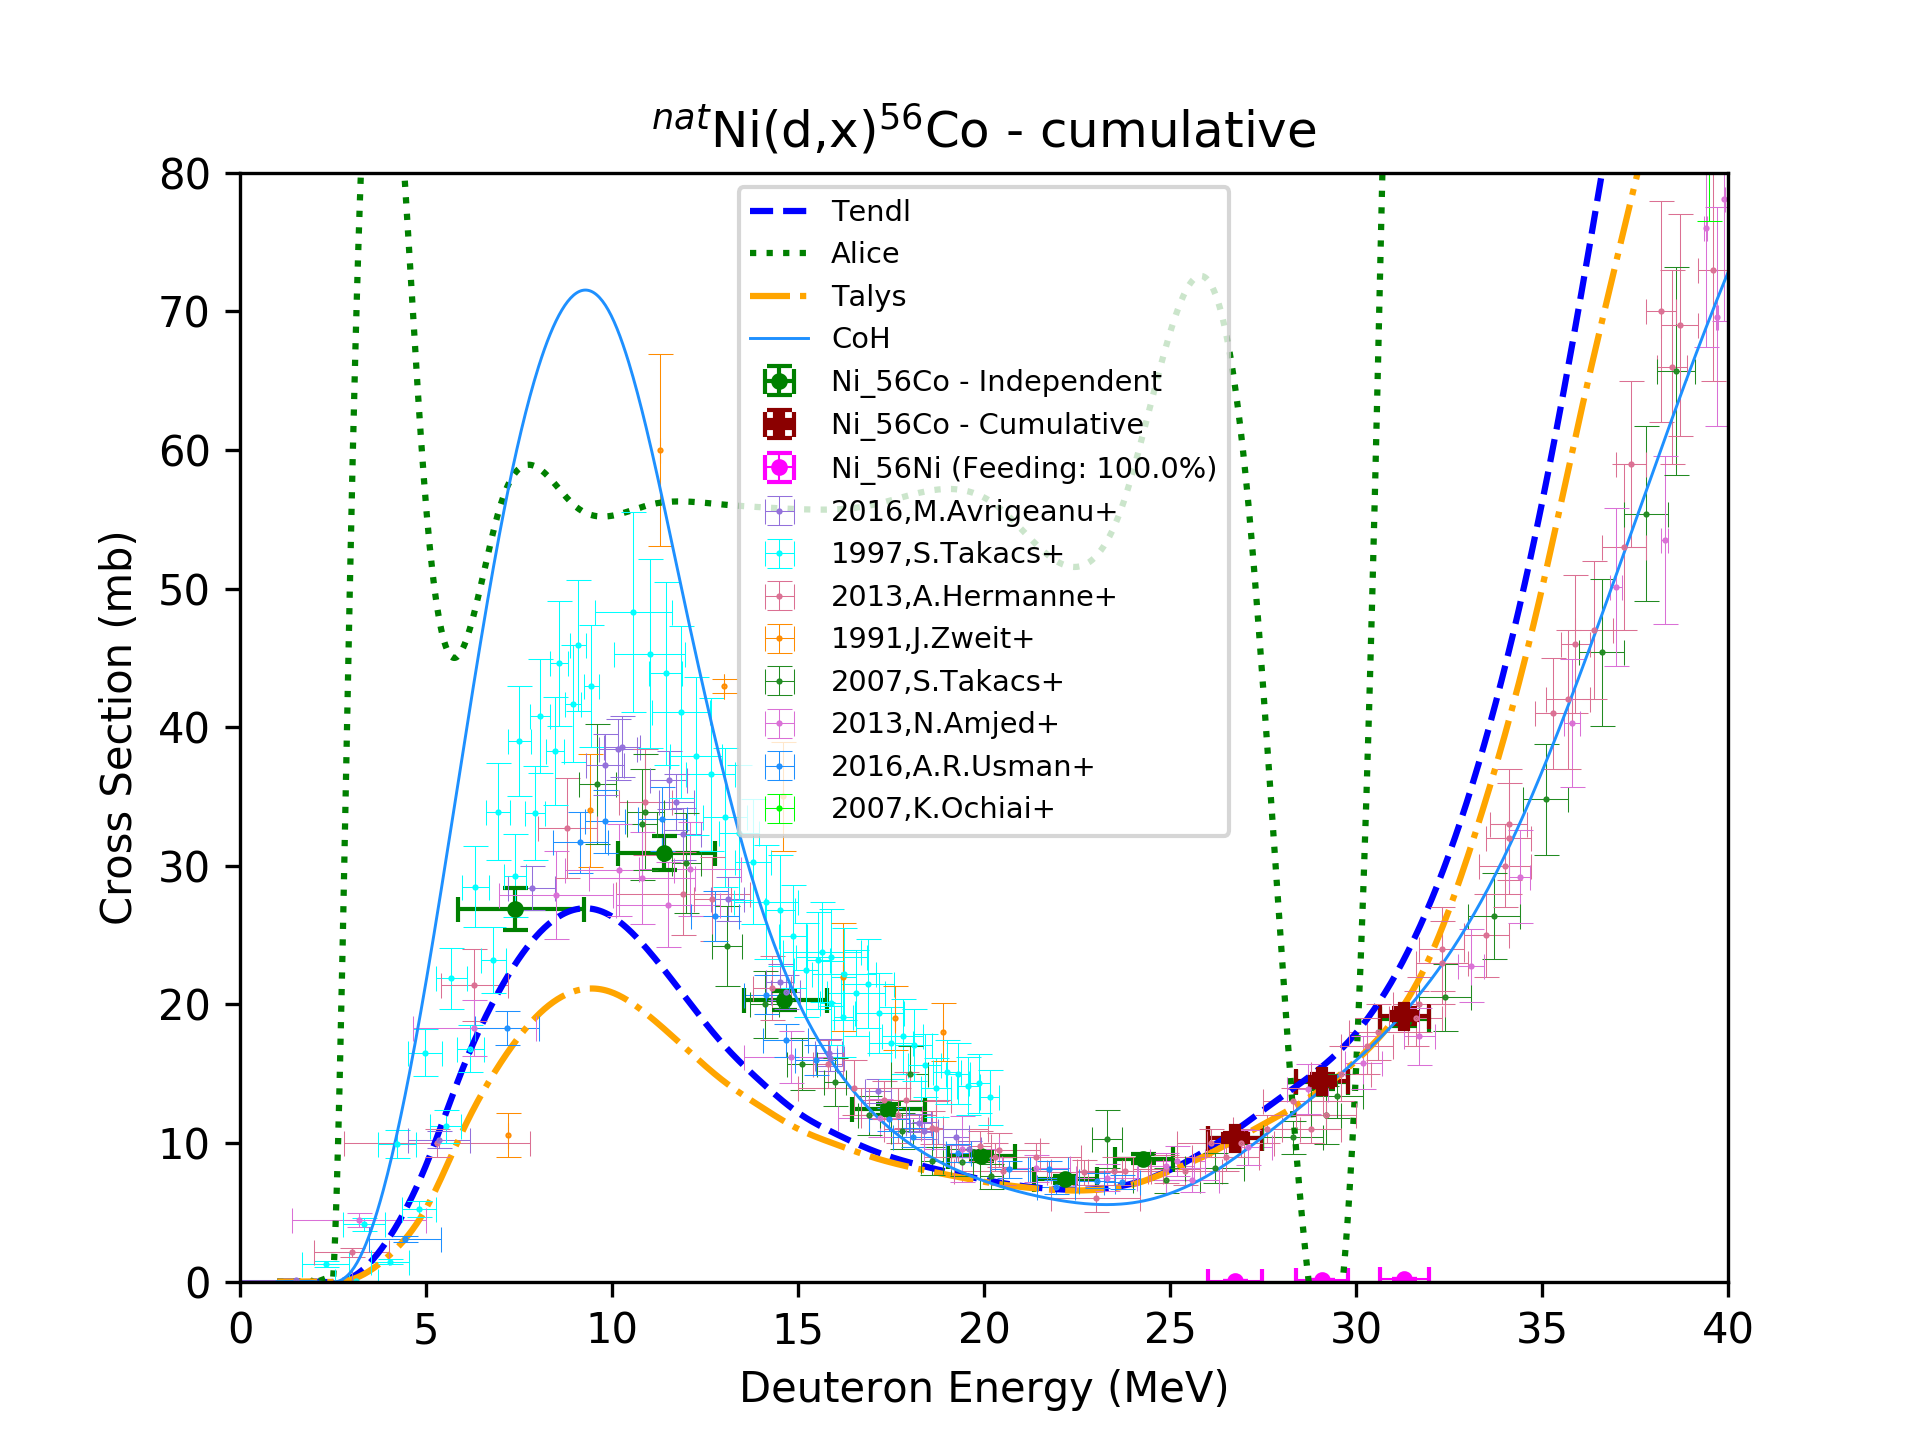 natNi(d,x)56Co - cumulative
80
70
60
50
40
30
20
10
0
Cross Section (mb)
Tendl
Alice
Talys
CoH
Ni_56Co - Independent
Ni_56Co - Cumulative
Ni_56Ni (Feeding: 100.0%)
2016,M.Avrigeanu+
1997,S.Takacs+
2013,A.Hermanne+
1991,J.Zweit+
2007,S.Takacs+
2013,N.Amjed+
2016,A.R.Usman+
2007,K.Ochiai+
0 5 10 15 20 25 30 35 40
Deuteron Energy (MeV)